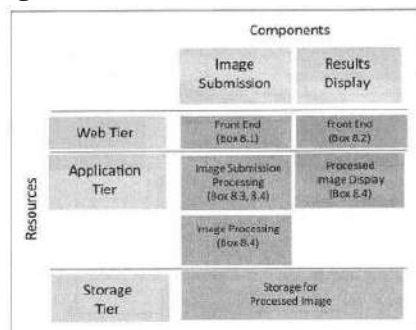 Components
Image
Submission
Results
Display
Web Tier
Front End
(Box 8.1)
Front End
(Box 8.2)
Application
Tier
Image Submission
Processing
(Box 8.3, 8.4)
Processed
Image Display
(Box 8.4)
Image Processing
(Box 8.4)
Resources
Storage
Tier
Storage for
Processed Image